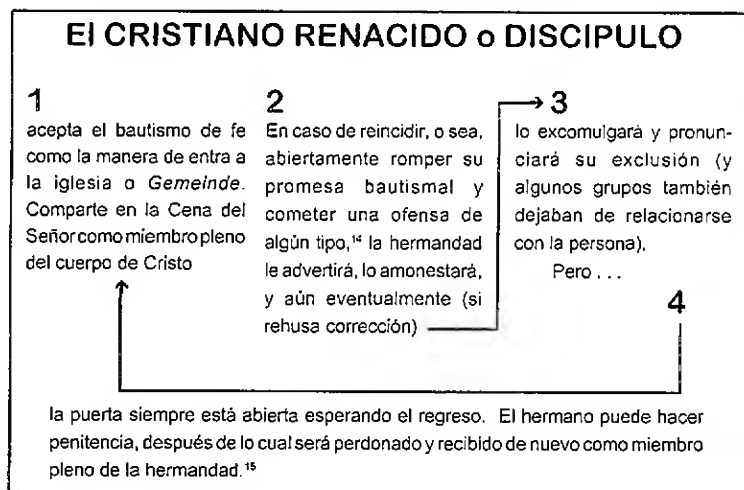 El CRISTIANO RENACIDO o DISCIPULO
1
acepta el bautismo de fe
como la manera de entra a
la iglesia o Gemeinde.
Comparte en la Cena del
Señor como miembro pleno
del cuerpo de Cristo
2
En caso de reincidir, o sea,
abiertamente romper su
promesa bautismal y
cometer una ofensa de
algún tipo,¹⁴ la hermandad
le advertirá, lo amonestará,
y aún eventualmente (si
rehusa corrección)
3
lo excomulgará y pronun-
ciará su exclusión (y
algunos grupos también
dejaban de relacionarse
con la persona).
Pero . . .
4
la puerta siempre está abierta esperando el regreso. El hermano puede hacer
penitencia, después de lo cual será perdonado y recibido de nuevo como miembro
pleno de la hermandad.¹⁵